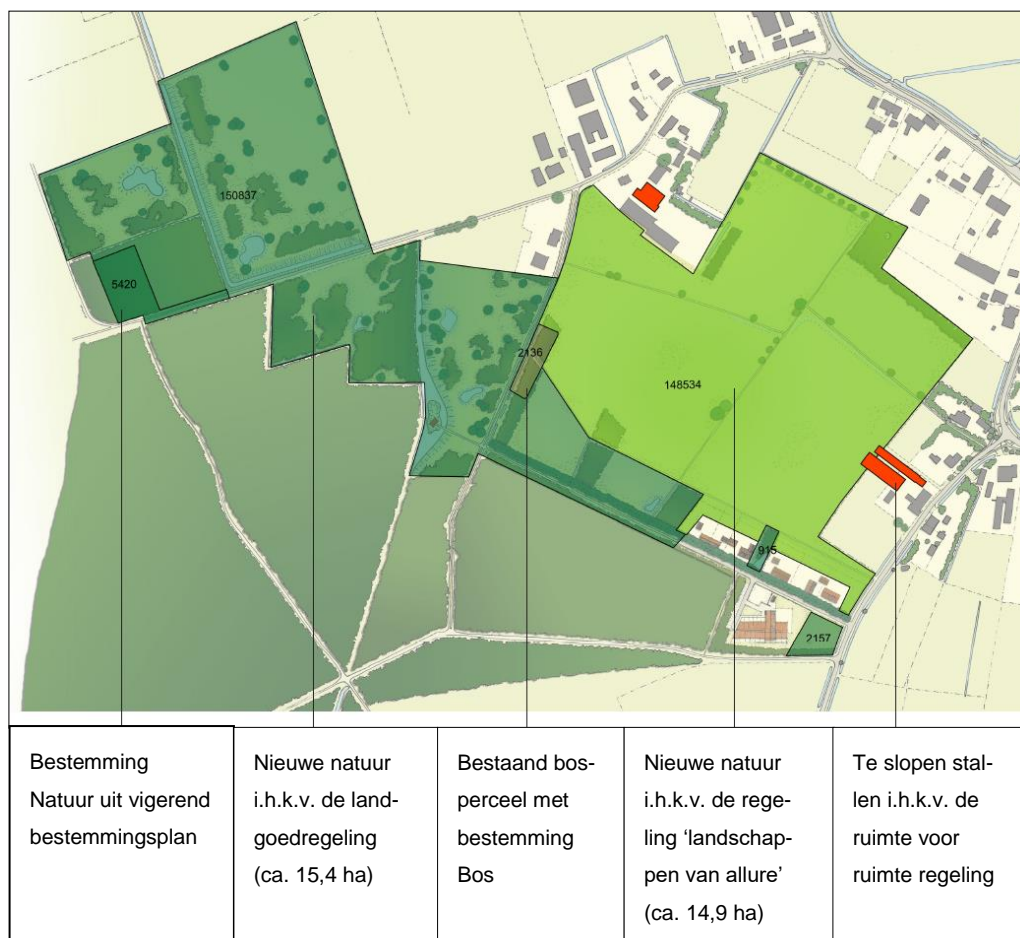 150837
5420
2136
148534
915
2157
Bestemming
Natuur uit vigerend
bestemmingsplan
Nieuwe natuur
i.h.k.v. de land-
goedregeling
(ca. 15,4 ha)
Bestaand bos-
perceel met
bestemming
Bos
Nieuwe natuur
i.h.k.v. de rege-
ling ‘landschap-
pen van allure’
(ca. 14,9 ha)
Te slopen stal-
len i.h.k.v. de
ruimte voor
ruimte regeling